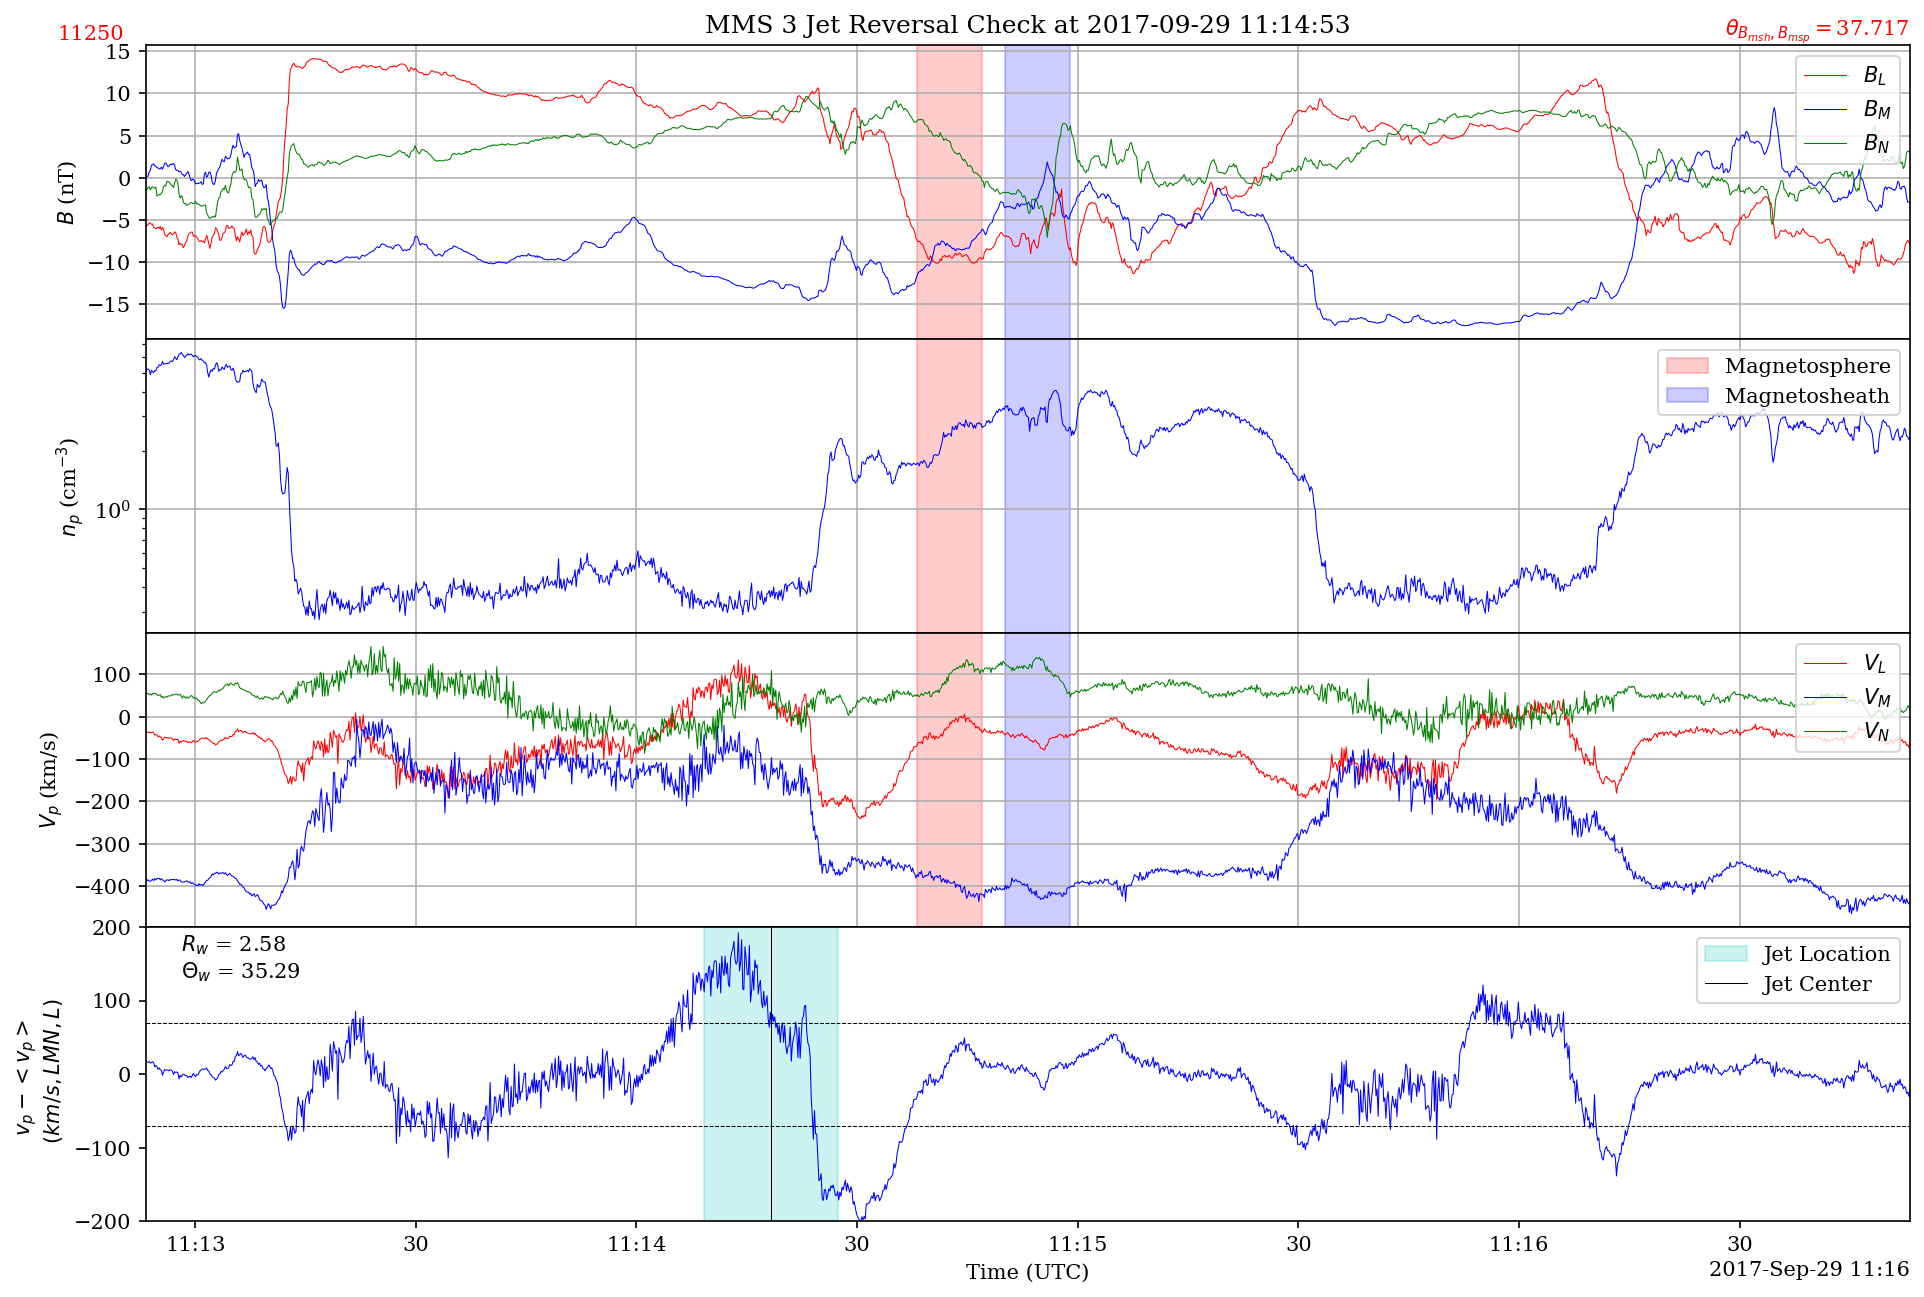 MMS 3 Jet Reversal Check at 2017-09-29 11:14:53
11250
θ_{B_{msh}, B_{msp}} = 37.717
15
10
5
0
−5
−10
−15
B (nT)
B_L
B_M
B_N
10⁰
n_p (cm⁻³)
Magnetosphere
Magnetosheath
100
0
−100
−200
−300
−400
V_p (km/s)
V_L
V_M
V_N
200
100
0
−100
−200
v_p − < v_p >
(km/s, LMN, L)
R_w = 2.58
Θ_w = 35.29
Jet Location
Jet Center
11:13
30
11:14
30
11:15
30
11:16
30
Time (UTC)
2017-Sep-29 11:16